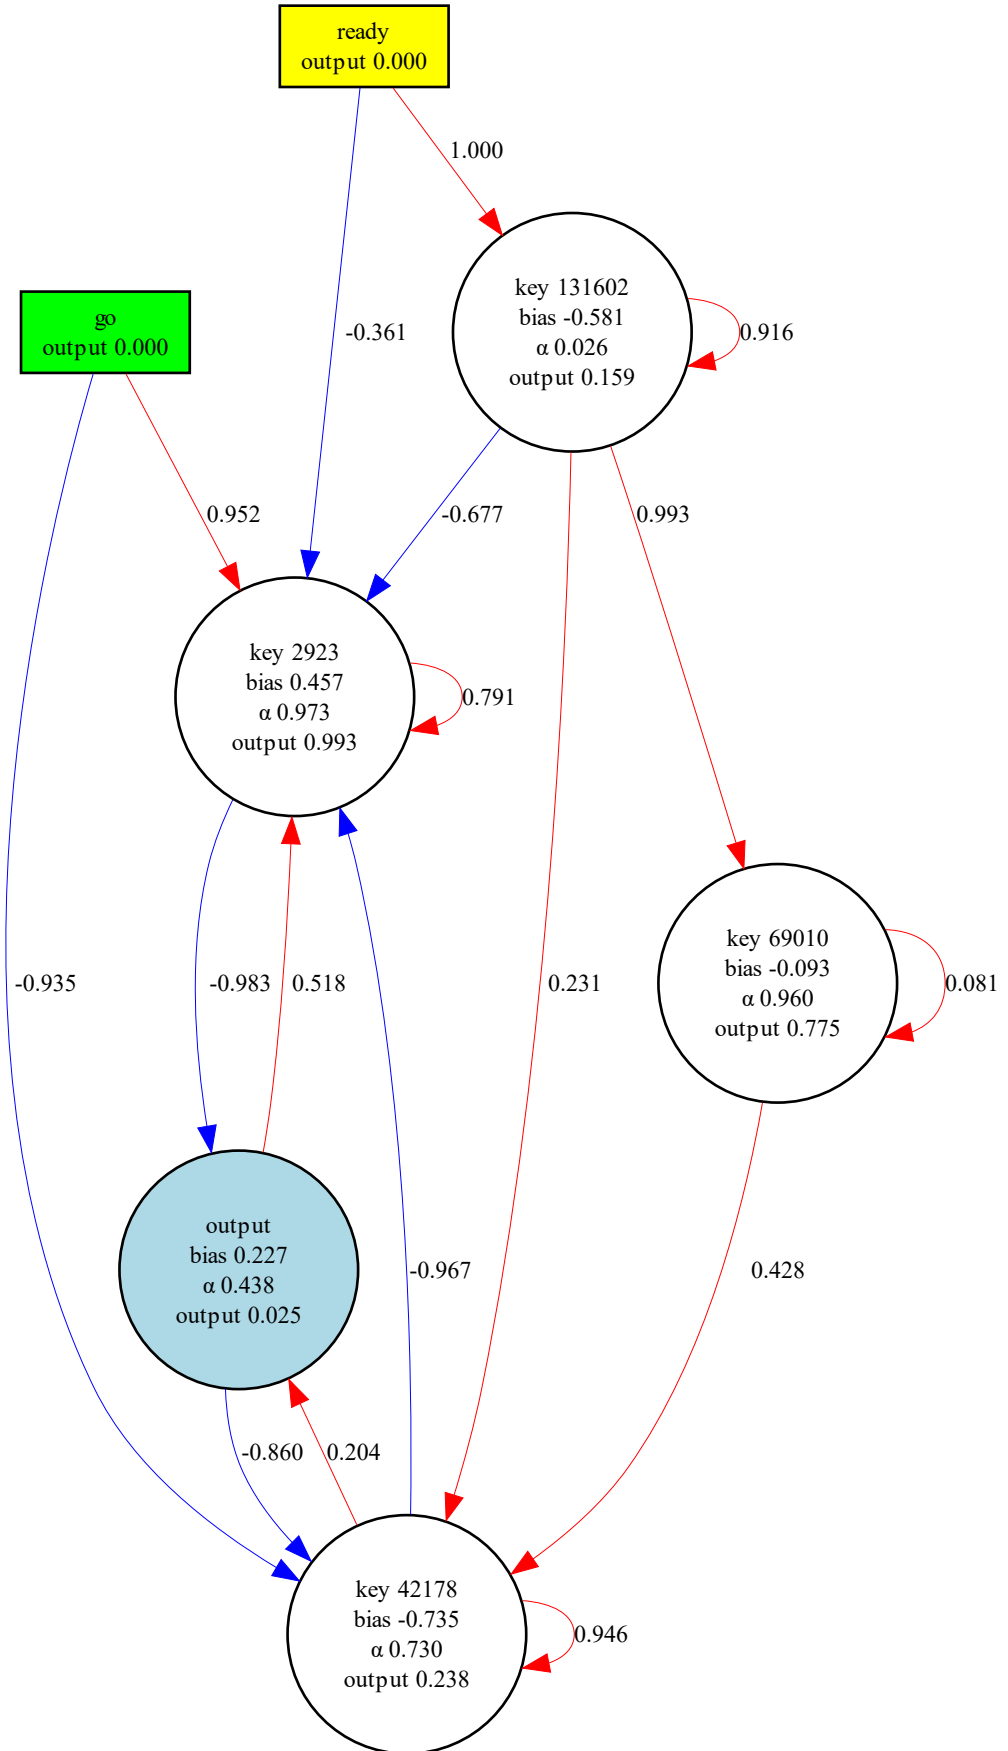 ready
output 0.000
1.000
go
output 0.000
-0.361
key 131602
bias -0.581
α 0.026
output 0.159
0.916
0.952
-0.677
0.993
key 2923
bias 0.457
α 0.973
output 0.993
0.791
-0.935
-0.983
0.518
0.231
key 69010
bias -0.093
α 0.960
output 0.775
0.081
output
bias 0.227
α 0.438
output 0.025
-0.967
0.428
-0.860
0.204
key 42178
bias -0.735
α 0.730
output 0.238
0.946